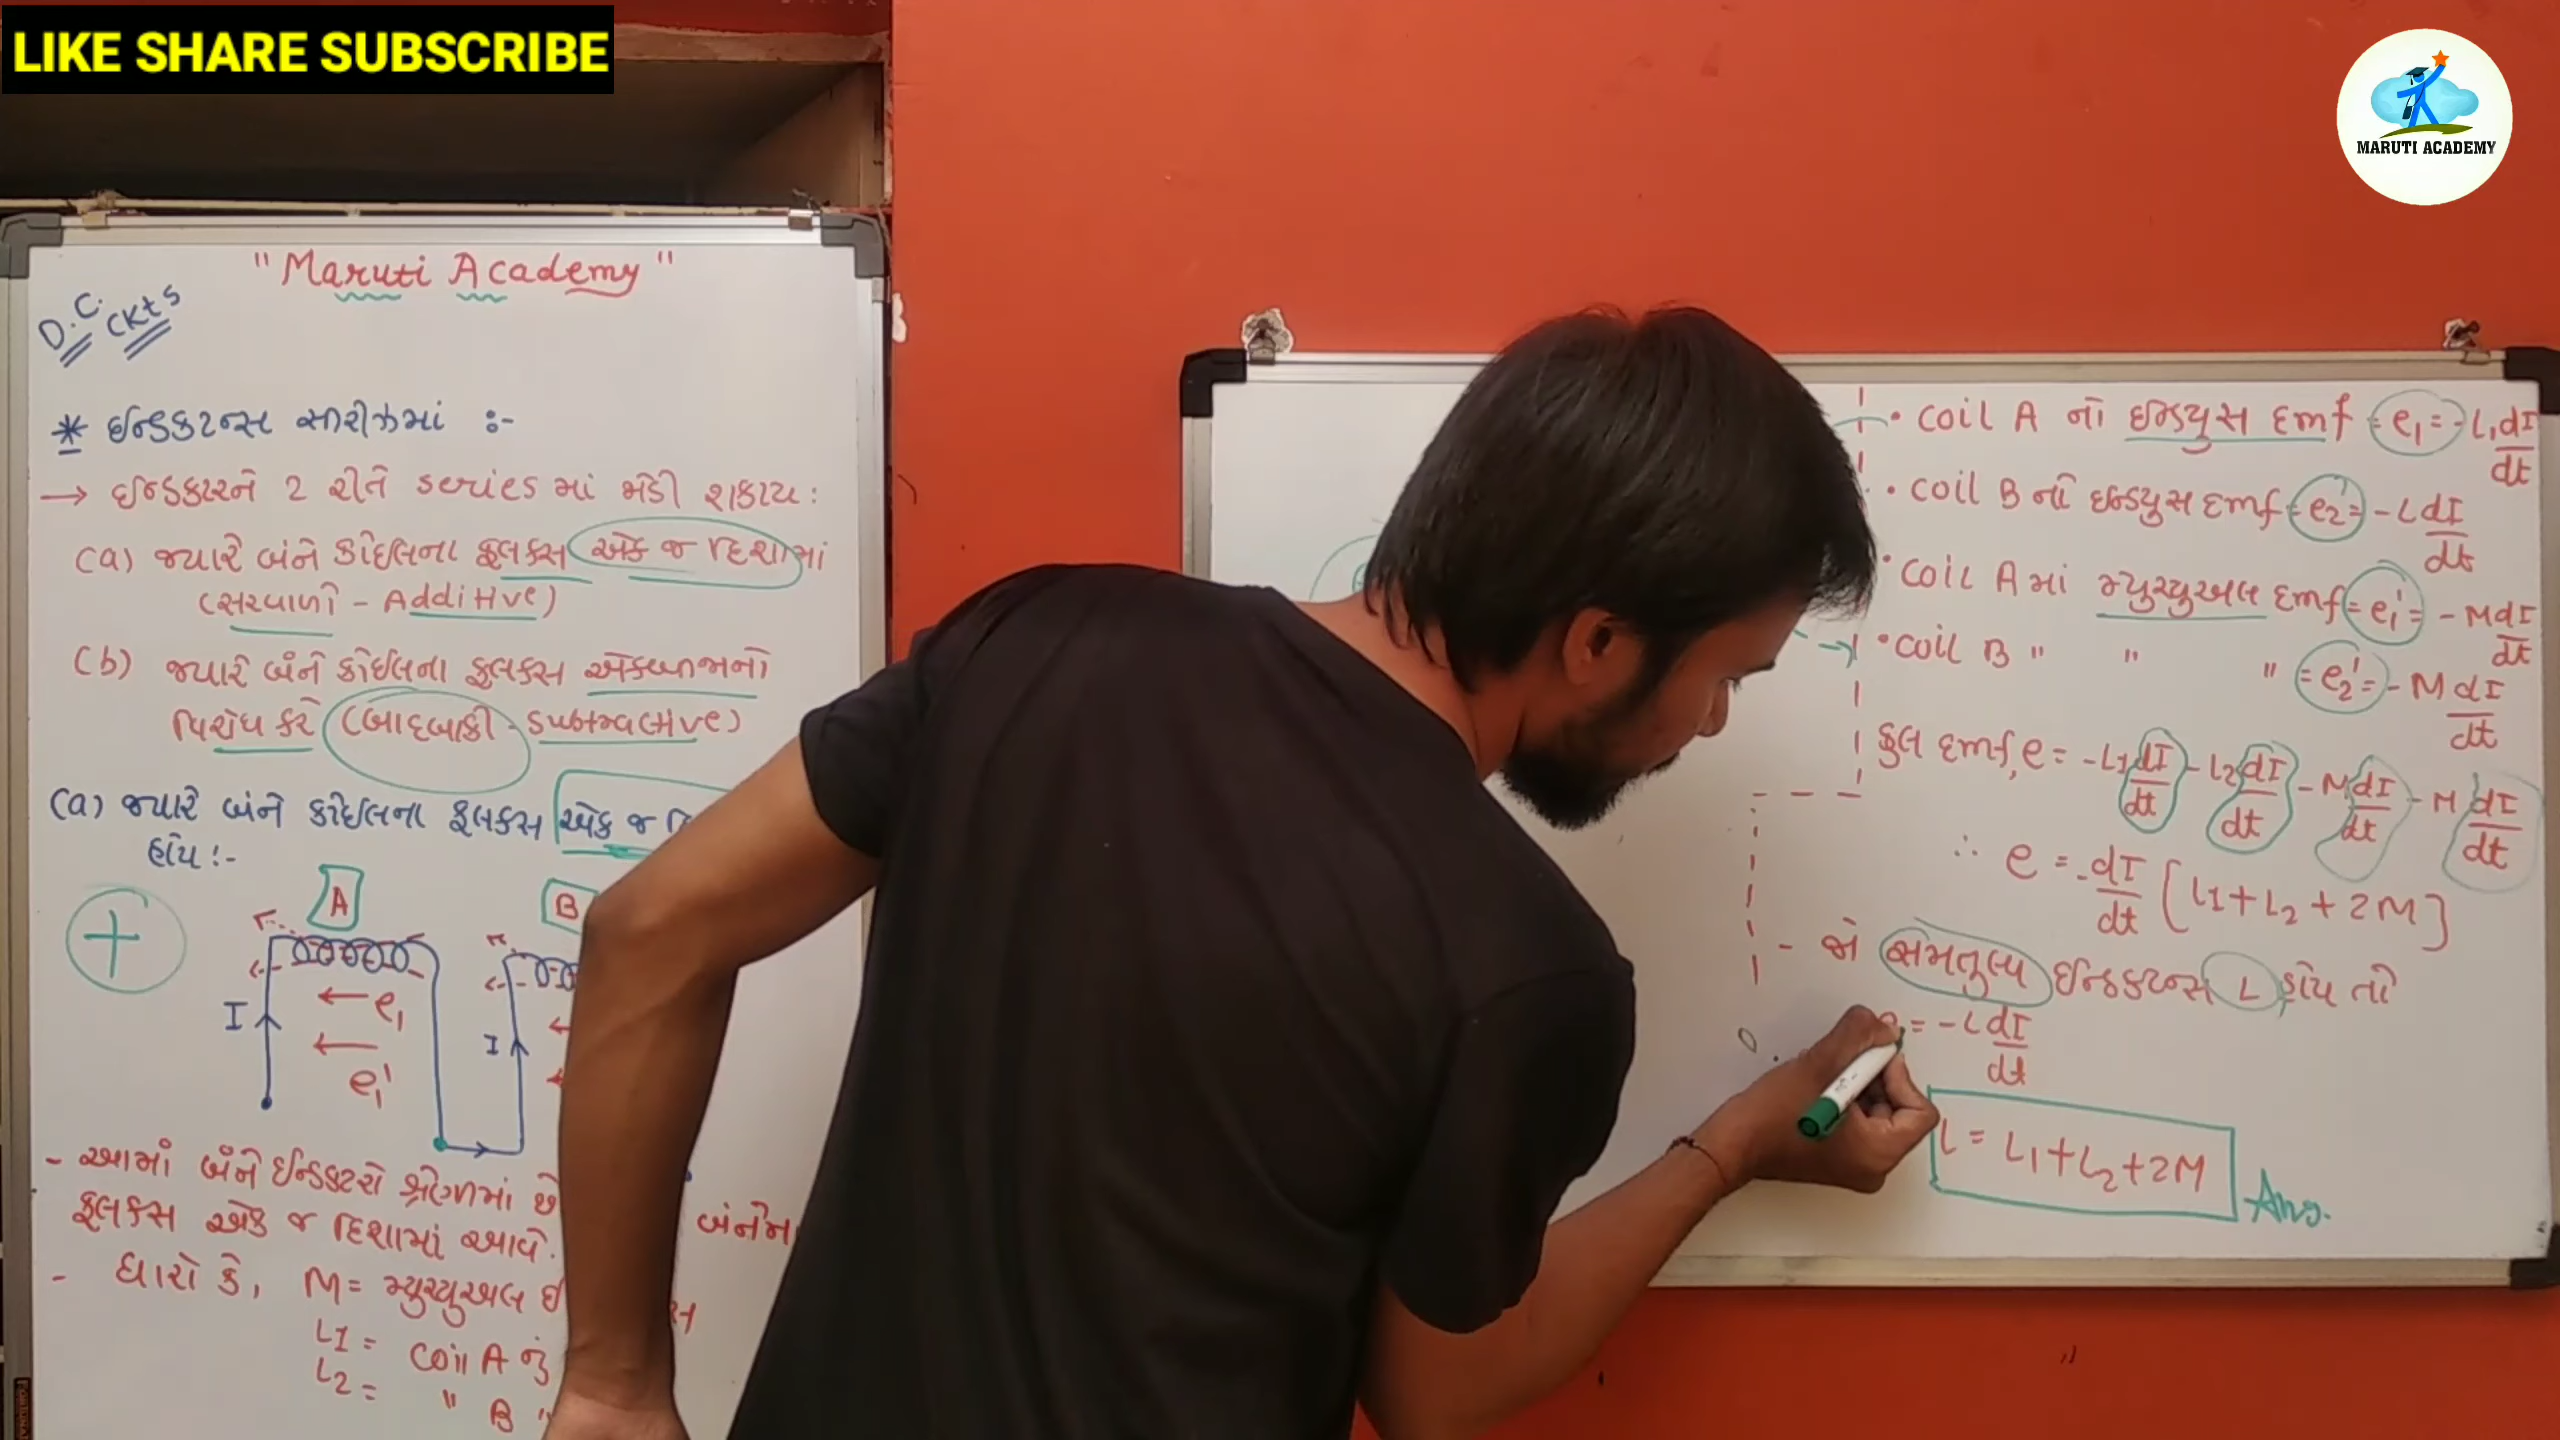 LIKE SHARE SUBSCRIBE
MARUTI ACADEMY
"Maruti Academy"
D.C. CKts
* ઈન્ડકટન્સ સીરીઝમાં :-
→ ઈન્ડકટરને 2 રીતે series માં જોડી શકાય :
(a) જ્યારે બંને કોઈલના ફ્લક્સ એક જ દિશામાં
(સરવાળો - Additive)
(b) જ્યારે બંને કોઈલના ફ્લક્સ એકબીજાનો
વિરોધ કરે (બાદબાકી - Subtractive)
(a) જ્યારે બંને કોઈલના ફ્લક્સ એક જ
હોય :-
A
B
+
I
e₁
e₁'
I
- આમાં બંને ઈન્ડકટરો શ્રેણીમાં છે બંનેના
ફ્લક્સ એક જ દિશામાં આવે.
- ધારો કે, M = મ્યુચ્યુઅલ
L1 = coil A નું
L2 = " B "
• coil A નો ઈન્ડ્યુસ Emf = e₁ = -L₁ dI/dt
• coil B નો ઈન્ડ્યુસ Emf = e₂ = -L dI/dt
• coil A માં મ્યુચ્યુઅલ Emf = e₁' = -M dI/dt
• coil B " " " = e₂' = -M dI/dt
કુલ Emf, e = -L1 dI/dt - L2 dI/dt - M dI/dt - M dI/dt
∴ e = -dI/dt [L1 + L2 + 2M]
- જો સમતુલ્ય ઈન્ડકટન્સ L હોય તો
e = -L dI/dt
L = L₁ + L₂ + 2M
Ans.